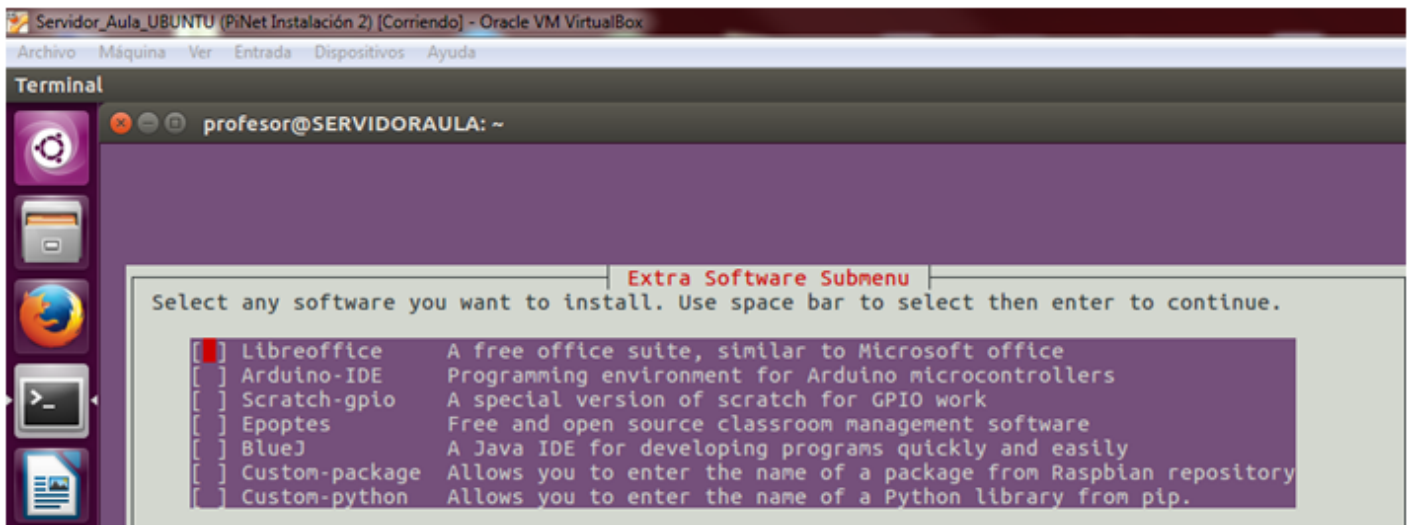 Servidor_Aula_UBUNTU (PiNet Instalación 2) [Corriendo] - Oracle VM VirtualBox
Archivo Máquina Ver Entrada Dispositivos Ayuda
Terminal
profesor@SERVIDORAULA: ~
Extra Software Submenu
Select any software you want to install. Use space bar to select then enter to continue.
[ ] Libreoffice A free office suite, similar to Microsoft office
[ ] Arduino-IDE Programming environment for Arduino microcontrollers
[ ] Scratch-gpio A special version of scratch for GPIO work
[ ] Epoptes Free and open source classroom management software
[ ] BlueJ A Java IDE for developing programs quickly and easily
[ ] Custom-package Allows you to enter the name of a package from Raspbian repository
[ ] Custom-python Allows you to enter the name of a Python library from pip.